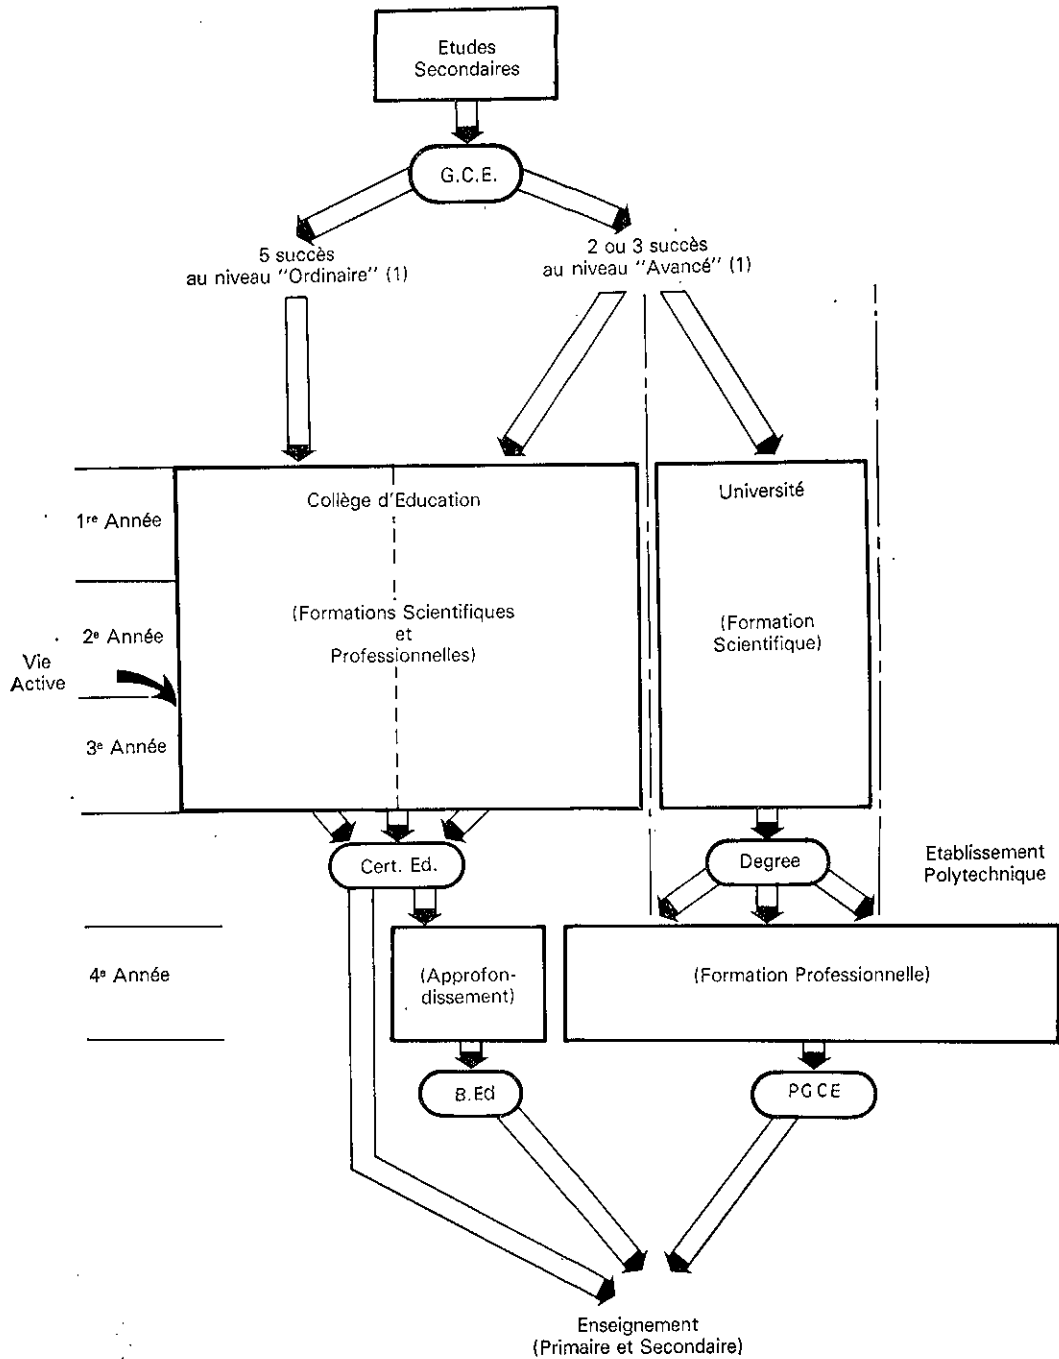 Etudes
Secondaires
G.C.E.
5 succès
au niveau "Ordinaire" (1)
2 ou 3 succès
au niveau "Avancé" (1)
1re Année
Collège d'Education
Université
2e Année
(Formations Scientifiques
et
Professionnelles)
(Formation
Scientifique)
Vie
Active
3e Année
Cert. Ed.
Degree
Etablissement
Polytechnique
4e Année
(Approfon-
dissement)
(Formation Professionnelle)
B.Ed
PGCE
Enseignement
(Primaire et Secondaire)